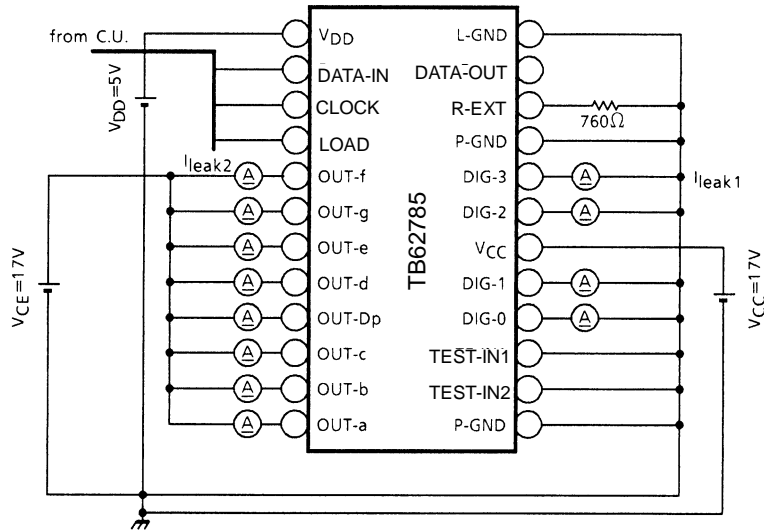 from C.U.
VDD=5V
VDD
DATA-IN
CLOCK
LOAD
Ileak2
A OUT-f
A OUT-g
A OUT-e
A OUT-d
A OUT-Dp
A OUT-c
A OUT-b
A OUT-a
VCE=17V
TB62785
L-GND
DATA-OUT
R-EXT
760Ω
P-GND
DIG-3 A Ileak1
DIG-2 A
VCC
DIG-1 A
DIG-0 A
TEST-IN1
TEST-IN2
P-GND
VCC=17V